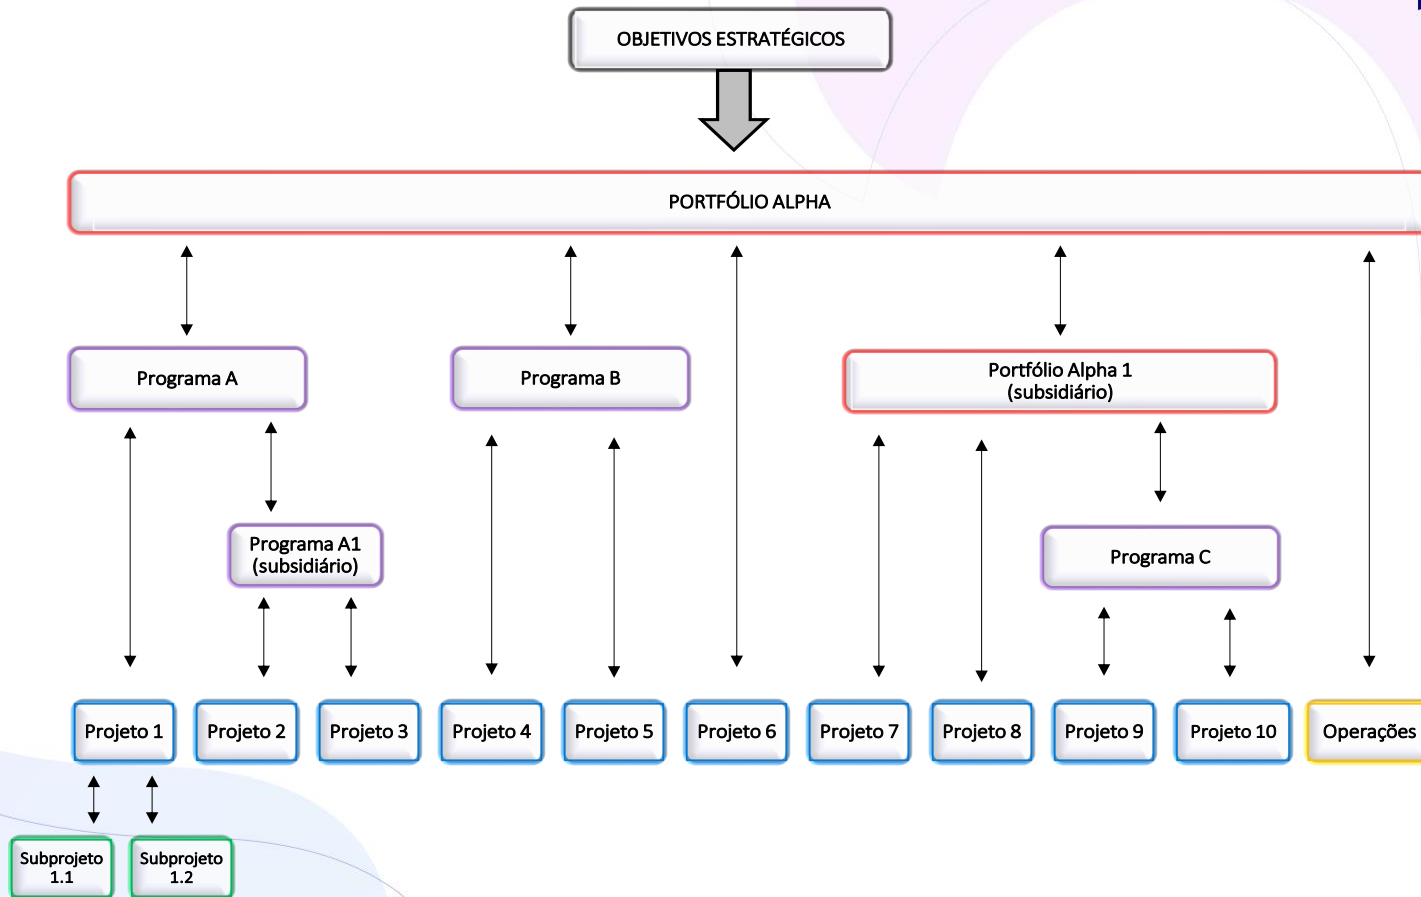 OBJETIVOS ESTRATÉGICOS
PORTFÓLIO ALPHA
Programa A
Programa B
Portfólio Alpha 1
(subsidiário)
Programa A1
(subsidiário)
Programa C
Projeto 1
Projeto 2
Projeto 3
Projeto 4
Projeto 5
Projeto 6
Projeto 7
Projeto 8
Projeto 9
Projeto 10
Operações
Subprojeto
1.1
Subprojeto
1.2